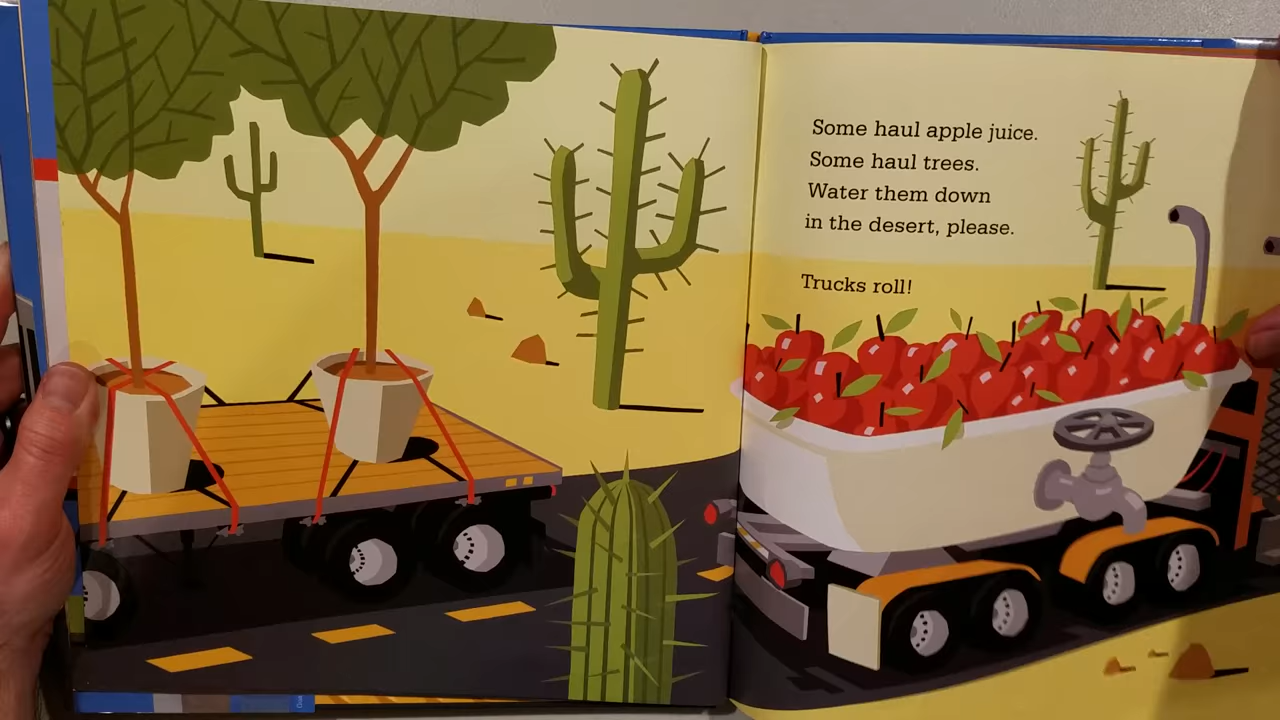 Some haul apple juice.
Some haul trees.
Water them down
in the desert, please.
Trucks roll!